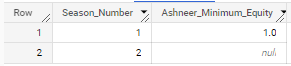 Row Season_Number Ashneer_Minimum_Equity
1 1 1.0
2 2 null